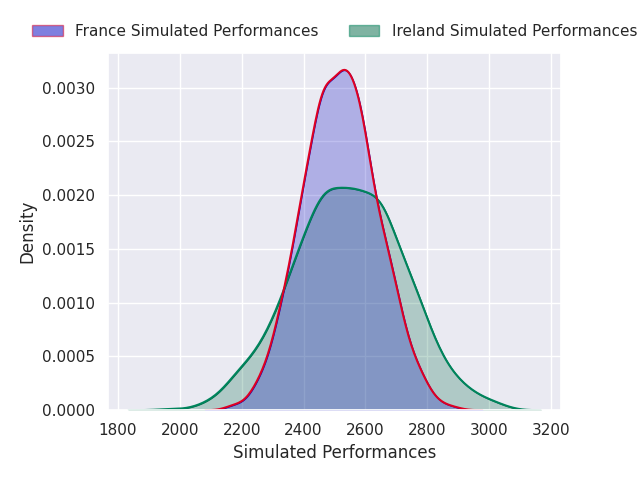 France Simulated Performances Ireland Simulated Performances
0.0030
0.0025
0.0020
0.0015
0.0010
0.0005
0.0000
Density
1800 2000 2200 2400 2600 2800 3000 3200
Simulated Performances